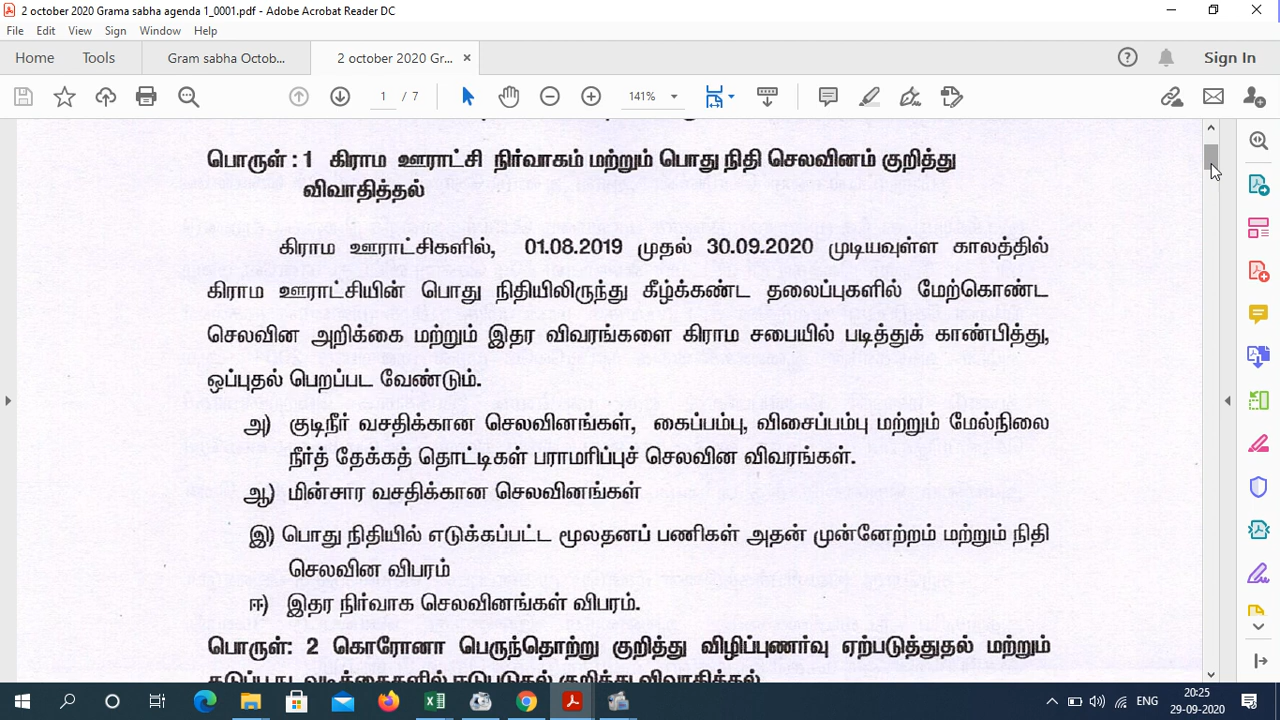 2 october 2020 Grama sabha agenda 1_0001.pdf - Adobe Acrobat Reader DC
File Edit View Sign Window Help
Home Tools Gram sabha Octob... 2 october 2020 Gr... × Sign In
1 / 7 141%
பொருள் : 1 கிராம ஊராட்சி நிர்வாகம் மற்றும் பொது நிதி செலவினம் குறித்து
விவாதித்தல்
கிராம ஊராட்சிகளில், 01.08.2019 முதல் 30.09.2020 முடியவுள்ள காலத்தில்
கிராம ஊராட்சியின் பொது நிதியிலிருந்து கீழ்க்கண்ட தலைப்புகளில் மேற்கொண்ட
செலவின அறிக்கை மற்றும் இதர விவரங்களை கிராம சபையில் படித்துக் காண்பித்து,
ஒப்புதல் பெறப்பட வேண்டும்.
அ) குடிநீர் வசதிக்கான செலவினங்கள், கைப்பம்பு, விசைப்பம்பு மற்றும் மேல்நிலை
நீர்த் தேக்கத் தொட்டிகள் பராமரிப்புச் செலவின விவரங்கள்.
ஆ) மின்சார வசதிக்கான செலவினங்கள்
இ) பொது நிதியில் எடுக்கப்பட்ட மூலதனப் பணிகள் அதன் முன்னேற்றம் மற்றும் நிதி
செலவின விபரம்
ஈ) இதர நிர்வாக செலவினங்கள் விபரம்.
பொருள்: 2 கொரோனா பெருந்தொற்று குறித்து விழிப்புணர்வு ஏற்படுத்துதல் மற்றும்
ENG 20:25
29-09-2020